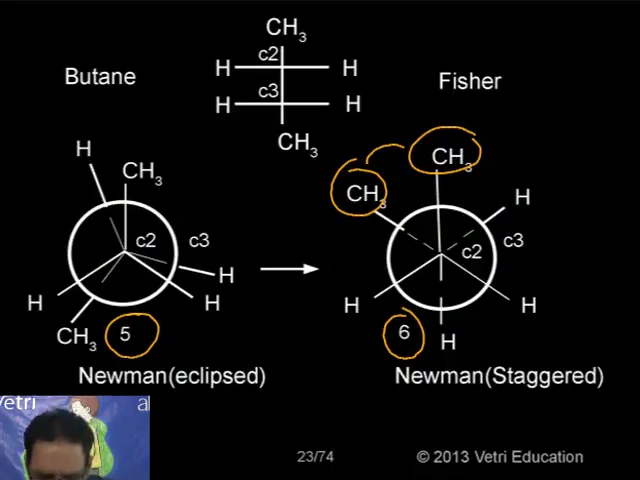 CH3
c2
H H
Butane Fisher
c3
H H
CH3
H
CH3
c2 c3
H
H H
CH3 5
Newman(eclipsed)
CH3
CH3
H
c2 c3
H H
6
H
Newman(Staggered)
vetri a
23/74 © 2013 Vetri Education